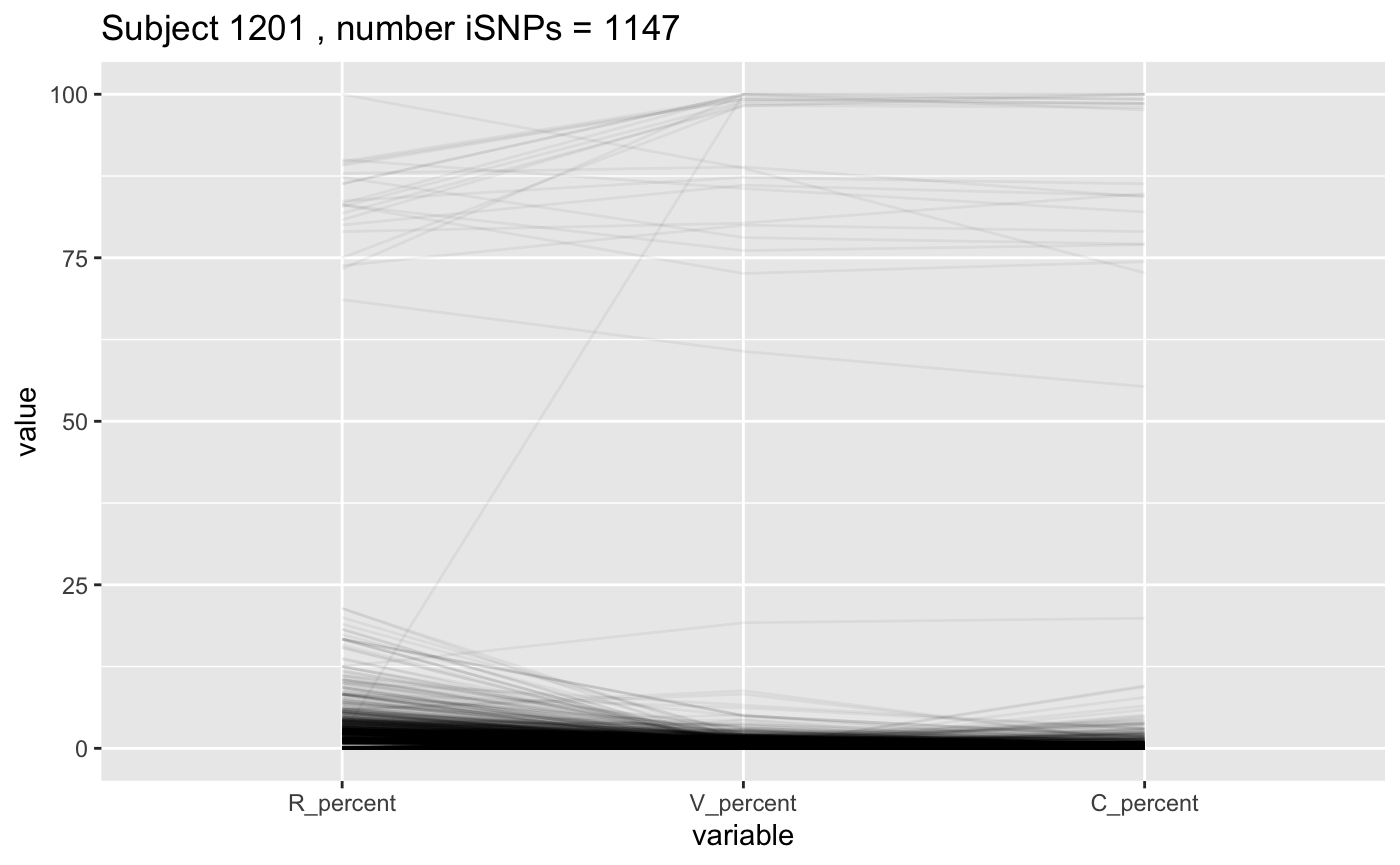 Subject 1201 , number iSNPs = 1147
100
75
50
25
0
value
R_percent V_percent C_percent
variable